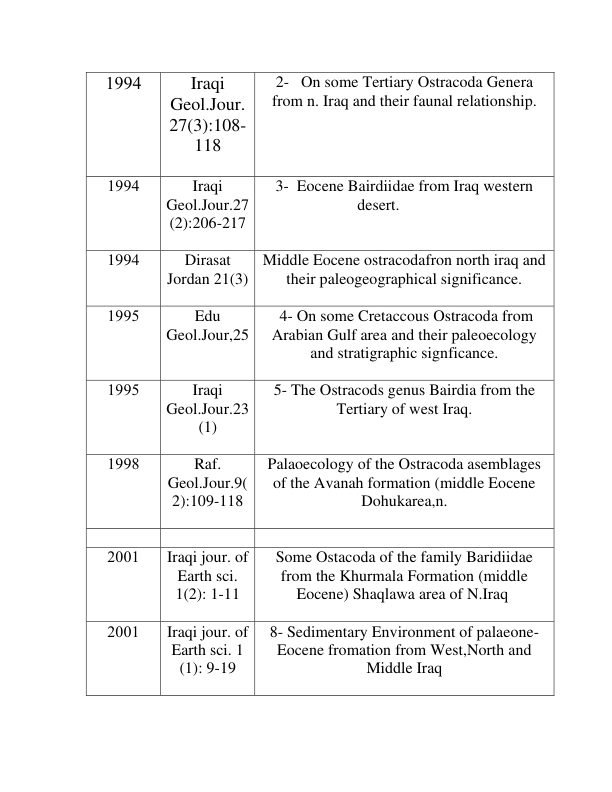 1994
Iraqi
Geol.Jour.
27(3):108-
118
2- On some Tertiary Ostracoda Genera
from n. Iraq and their faunal relationship.
1994
Iraqi
Geol.Jour.27
(2):206-217
3- Eocene Bairdiidae from Iraq western
desert.
1994
Dirasat
Jordan 21(3)
Middle Eocene ostracodafron north iraq and
their paleogeographical significance.
1995
Edu
Geol.Jour,25
4- On some Cretaccous Ostracoda from
Arabian Gulf area and their paleoecology
and stratigraphic signficance.
1995
Iraqi
Geol.Jour.23
(1)
5- The Ostracods genus Bairdia from the
Tertiary of west Iraq.
1998
Raf.
Geol.Jour.9(
2):109-118
Palaoecology of the Ostracoda asemblages
of the Avanah formation (middle Eocene
Dohukarea,n.
2001
Iraqi jour. of
Earth sci.
1(2): 1-11
Some Ostacoda of the family Baridiidae
from the Khurmala Formation (middle
Eocene) Shaqlawa area of N.Iraq
2001
Iraqi jour. of
Earth sci. 1
(1): 9-19
8- Sedimentary Environment of palaeone-
Eocene fromation from West,North and
Middle Iraq